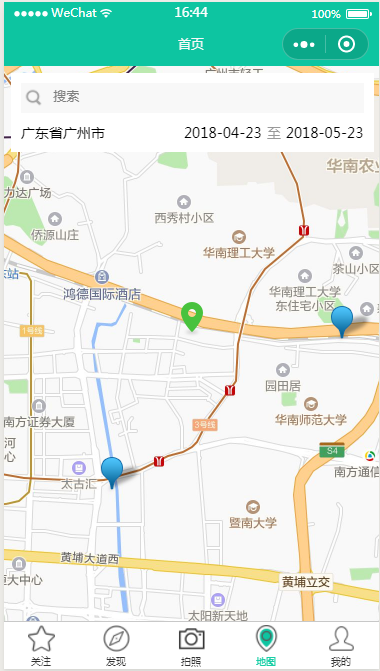 WeChat 16:44 100%
首页
搜索
广东省广州市 2018-04-23 至 2018-05-23
华南农业
力达广场
西秀村小区
侨源山庄
华南理工大学
茶山小区
东站
华南理工大学
东住宅小区
鸿德国际酒店
1号线
园田居
南方证券大厦
华南师范大学
3号线
河
心
S4
南方通信
太古汇
暨南大学
黄埔大道西
恒大中心
黄埔立交
太阳新天地
关注 发现 拍照 地图 我的